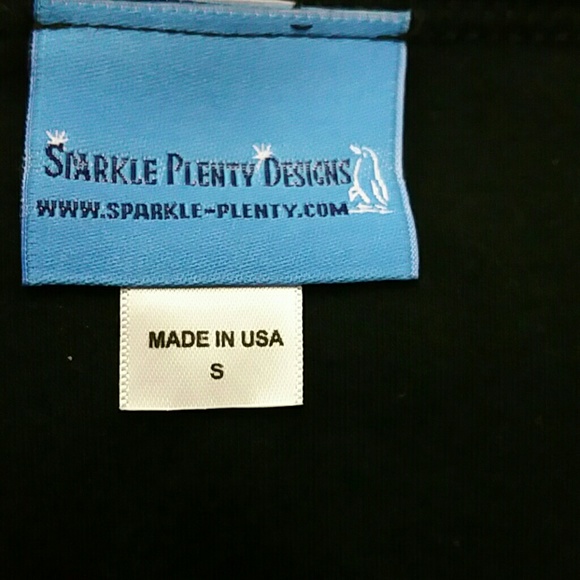 SPARKLE PLENTY DESIGNS
WWW.SPARKLE-PLENTY.COM
MADE IN USA
S